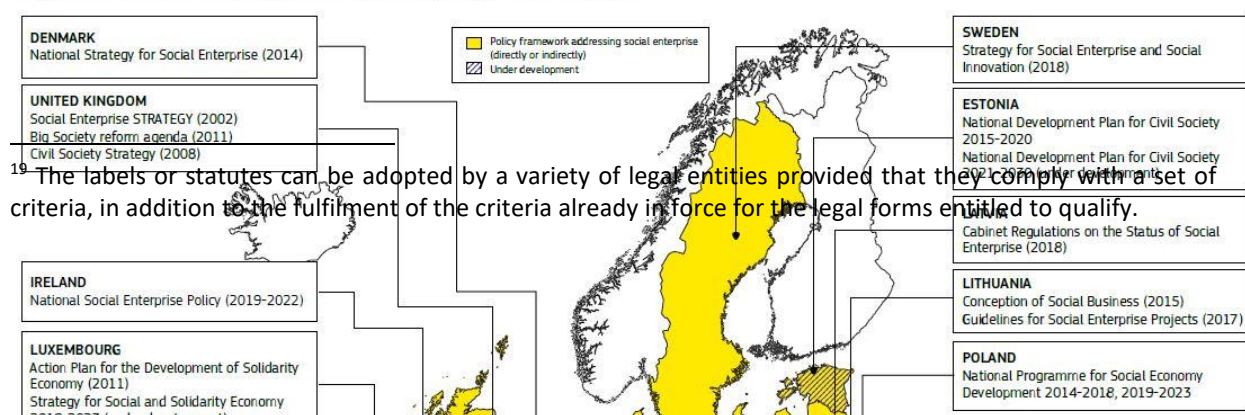 DENMARK
National Strategy for Social Enterprise (2014)
UNITED KINGDOM
Social Enterprise STRATEGY (2002)
Big Society reform agenda (2011)
Civil Society Strategy (2008)
IRELAND
National Social Enterprise Policy (2019-2022)
LUXEMBOURG
Action Plan for the Development of Solidarity
Economy (2011)
Strategy for Social and Solidarity Economy
Policy framework addressing social enterprise
(directly or indirectly)
Under development
SWEDEN
Strategy for Social Enterprise and Social
Innovation (2018)
ESTONIA
National Development Plan for Civil Society
2015-2020
National Development Plan for Civil Society
2021-2030 (under development)
LATVIA
Cabinet Regulations on the Status of Social
Enterprise (2018)
LITHUANIA
Conception of Social Business (2015)
Guidelines for Social Enterprise Projects (2017)
POLAND
National Programme for Social Economy
Development 2014-2018, 2019-2023
19 The labels or statutes can be adopted by a variety of legal entities provided that they comply with a set of
criteria, in addition to the fulfilment of the criteria already in force for the legal forms entitled to qualify.